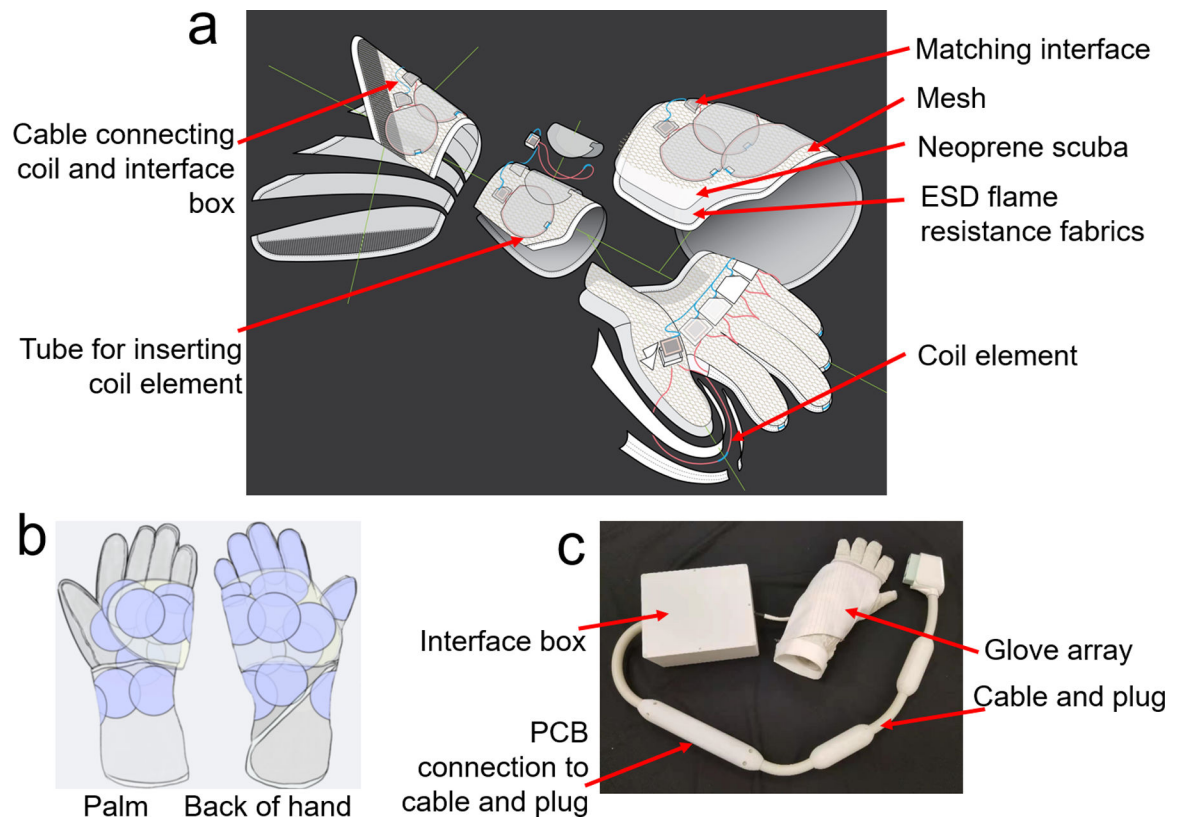 a
Matching interface
Mesh
Neoprene scuba
ESD flame
resistance fabrics
Cable connecting
coil and interface
box
Tube for inserting
coil element
Coil element
b
Palm
Back of hand
c
Interface box
Glove array
Cable and plug
PCB
connection to
cable and plug